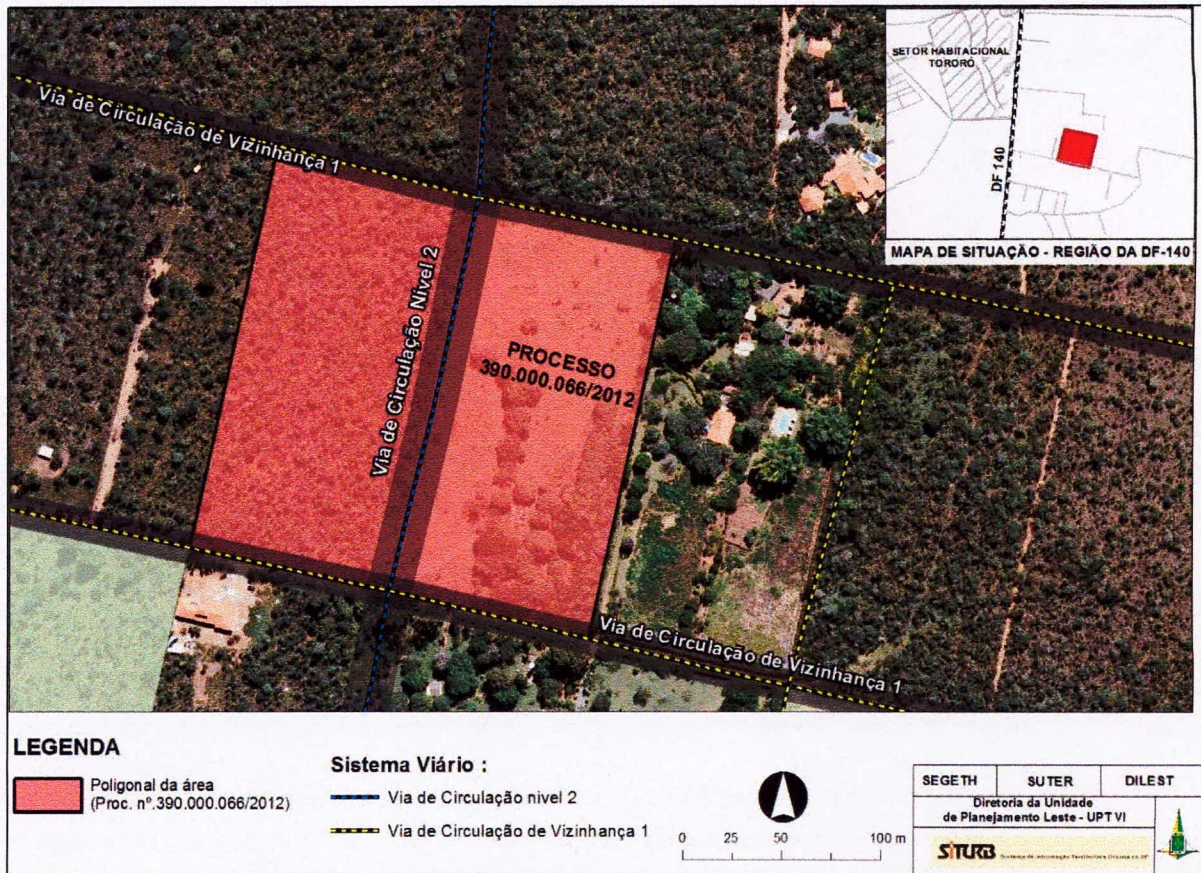 Via de Circulação de Vizinhança 1
Via de Circulação Nível 2
PROCESSO
390.000.066/2012
Via de Circulação de Vizinhança 1
SETOR HABITACIONAL
TORORÓ
DF 140
MAPA DE SITUAÇÃO - REGIÃO DA DF-140
LEGENDA
Poligonal da área
(Proc. nº.390.000.066/2012)
Sistema Viário :
Via de Circulação nivel 2
Via de Circulação de Vizinhança 1
0 25 50 100 m
SEGETH SUTER DILEST
Diretoria da Unidade
de Planejamento Leste - UPT VI
SITURB